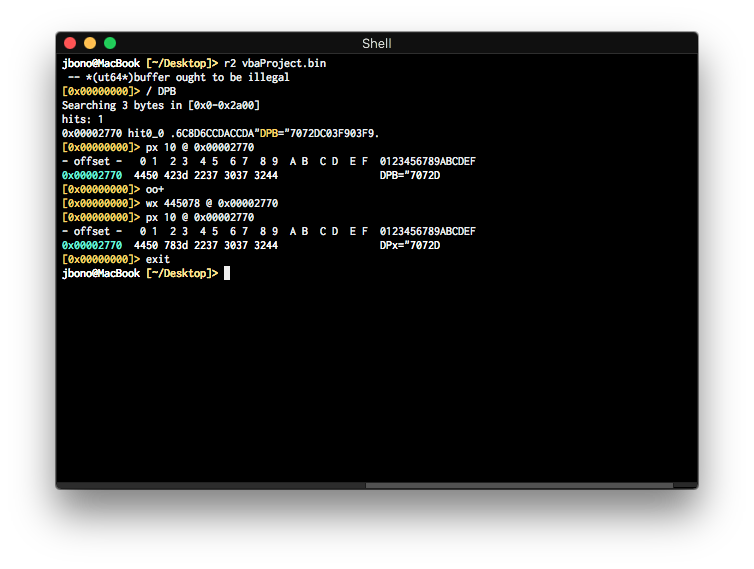 Shell
jbono@MacBook [~/Desktop]> r2 vbaProject.bin
 -- *(ut64*)buffer ought to be illegal
[0x00000000]> / DPB
Searching 3 bytes in [0x0-0x2a00]
hits: 1
0x00002770 hit0_0 .6C8D6CCDACCDA"DPB="7072DC03F903F9.
[0x00000000]> px 10 @ 0x00002770
- offset -   0 1  2 3  4 5  6 7  8 9  A B  C D  E F  0123456789ABCDEF
0x00002770  4450 423d 2237 3037 3244                 DPB="7072D
[0x00000000]> oo+
[0x00000000]> wx 445078 @ 0x00002770
[0x00000000]> px 10 @ 0x00002770
- offset -   0 1  2 3  4 5  6 7  8 9  A B  C D  E F  0123456789ABCDEF
0x00002770  4450 783d 2237 3037 3244                 DPx="7072D
[0x00000000]> exit
jbono@MacBook [~/Desktop]>